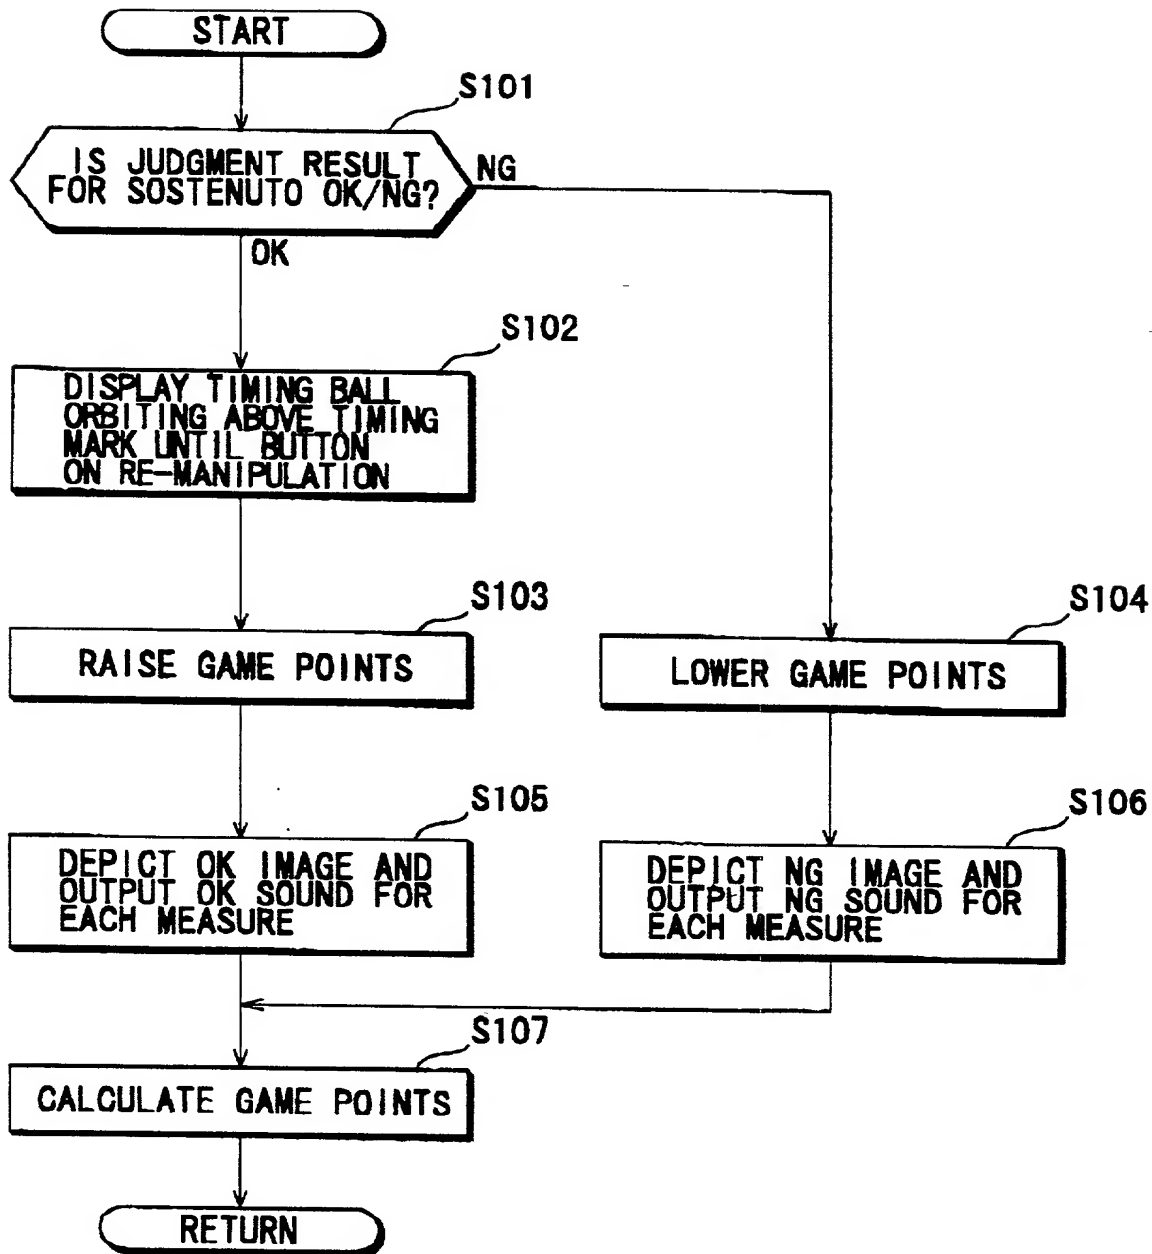 START
S101
IS JUDGMENT RESULT
FOR SOSTENUTO OK/NG?
NG
OK
S102
DISPLAY TIMING BALL
ORBITING ABOVE TIMING
MARK UNTIL BUTTON
ON RE-MANIPULATION
S103
RAISE GAME POINTS
S104
LOWER GAME POINTS
S105
DEPICT OK IMAGE AND
OUTPUT OK SOUND FOR
EACH MEASURE
S106
DEPICT NG IMAGE AND
OUTPUT NG SOUND FOR
EACH MEASURE
S107
CALCULATE GAME POINTS
RETURN